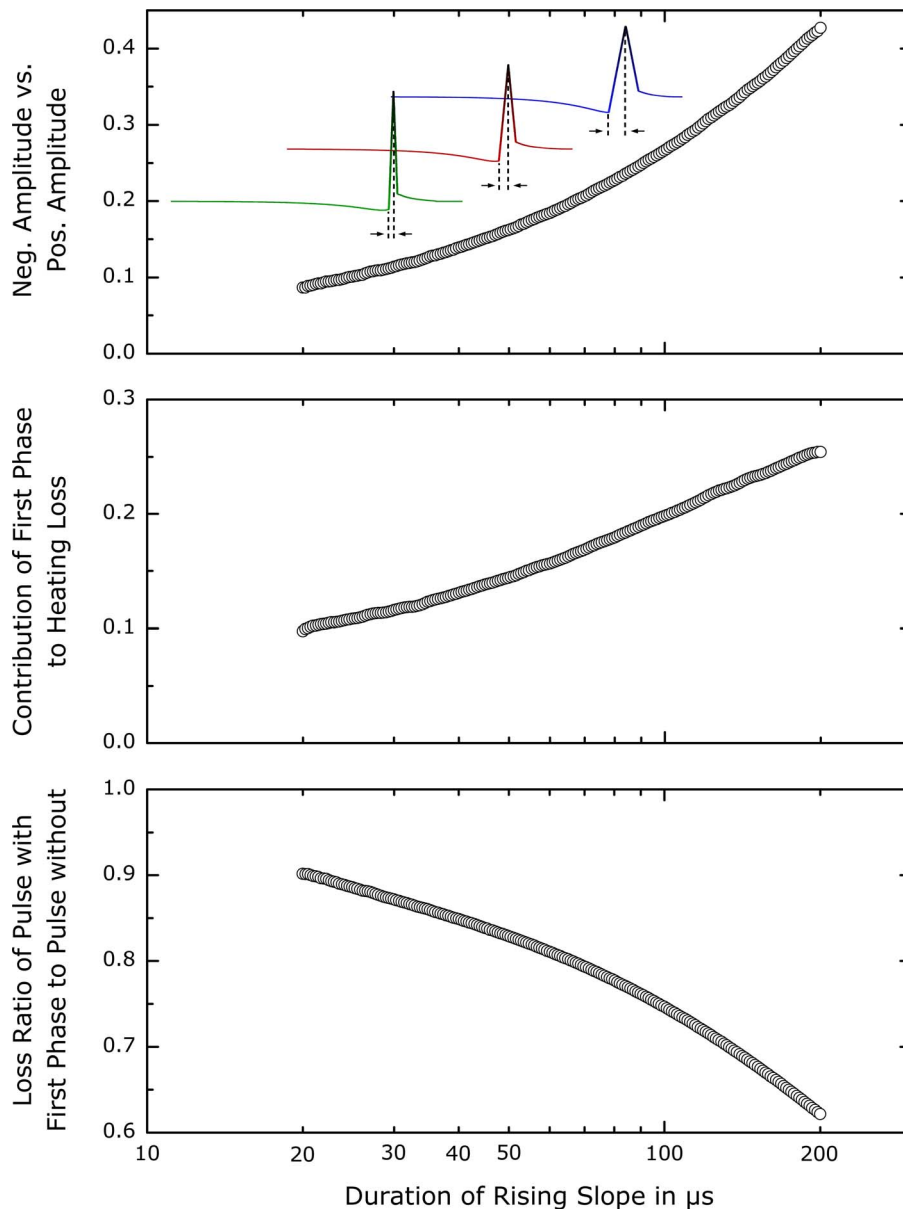 Neg. Amplitude vs.
Pos. Amplitude
0.4
0.3
0.2
0.1
0.0
Contribution of First Phase
to Heating Loss
0.3
0.2
0.1
0.0
Loss Ratio of Pulse with
First Phase to Pulse without
1.0
0.9
0.8
0.7
0.6
10 20 30 40 50 100 200
Duration of Rising Slope in µs